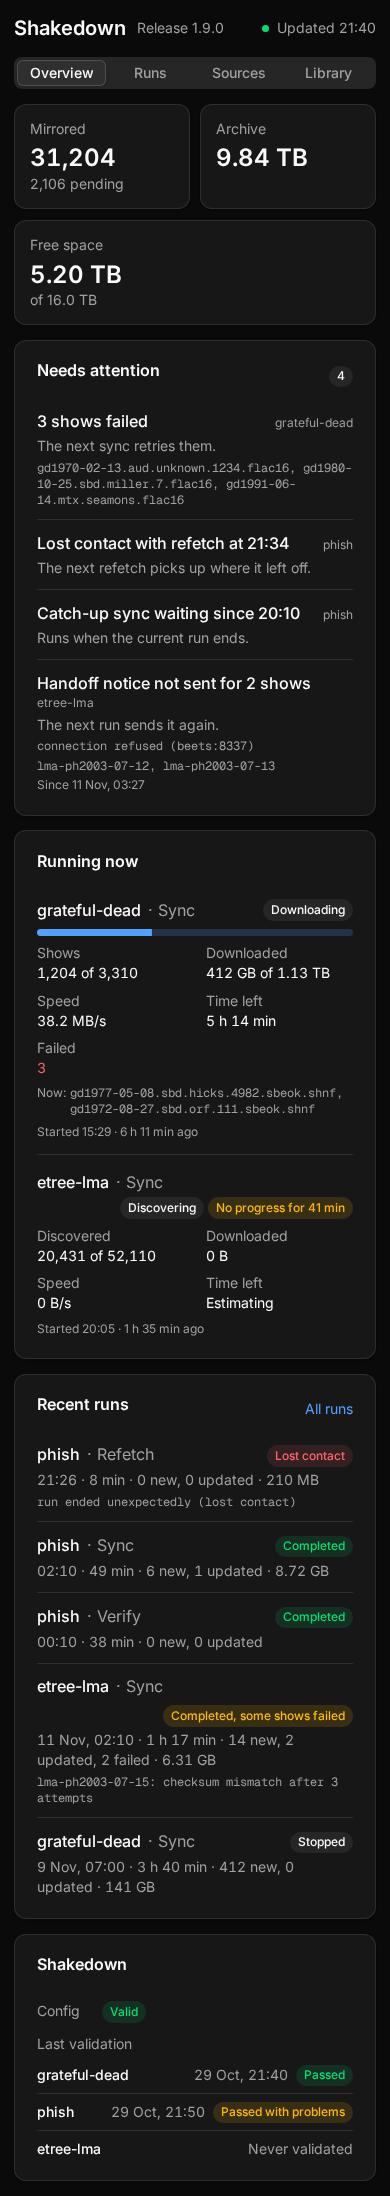 Shakedown Release 1.9.0 Updated 21:40
Overview Runs Sources Library
Mirrored
31,204
2,106 pending
Archive
9.84 TB
Free space
5.20 TB
of 16.0 TB
Needs attention 4
3 shows failed grateful-dead
The next sync retries them.
gd1970-02-13.aud.unknown.1234.flac16, gd1980-
10-25.sbd.miller.7.flac16, gd1991-06-
14.mtx.seamons.flac16
Lost contact with refetch at 21:34 phish
The next refetch picks up where it left off.
Catch-up sync waiting since 20:10 phish
Runs when the current run ends.
Handoff notice not sent for 2 shows
etree-lma
The next run sends it again.
connection refused (beets:8337)
lma-ph2003-07-12, lma-ph2003-07-13
Since 11 Nov, 03:27
Running now
grateful-dead · Sync Downloading
Shows Downloaded
1,204 of 3,310 412 GB of 1.13 TB
Speed Time left
38.2 MB/s 5 h 14 min
Failed
3
Now: gd1977-05-08.sbd.hicks.4982.sbeok.shnf,
gd1972-08-27.sbd.orf.111.sbeok.shnf
Started 15:29 · 6 h 11 min ago
etree-lma · Sync
Discovering No progress for 41 min
Discovered Downloaded
20,431 of 52,110 0 B
Speed Time left
0 B/s Estimating
Started 20:05 · 1 h 35 min ago
Recent runs All runs
phish · Refetch Lost contact
21:26 · 8 min · 0 new, 0 updated · 210 MB
run ended unexpectedly (lost contact)
phish · Sync Completed
02:10 · 49 min · 6 new, 1 updated · 8.72 GB
phish · Verify Completed
00:10 · 38 min · 0 new, 0 updated
etree-lma · Sync
Completed, some shows failed
11 Nov, 02:10 · 1 h 17 min · 14 new, 2
updated, 2 failed · 6.31 GB
lma-ph2003-07-15: checksum mismatch after 3
attempts
grateful-dead · Sync Stopped
9 Nov, 07:00 · 3 h 40 min · 412 new, 0
updated · 141 GB
Shakedown
Config Valid
Last validation
grateful-dead 29 Oct, 21:40 Passed
phish 29 Oct, 21:50 Passed with problems
etree-lma Never validated